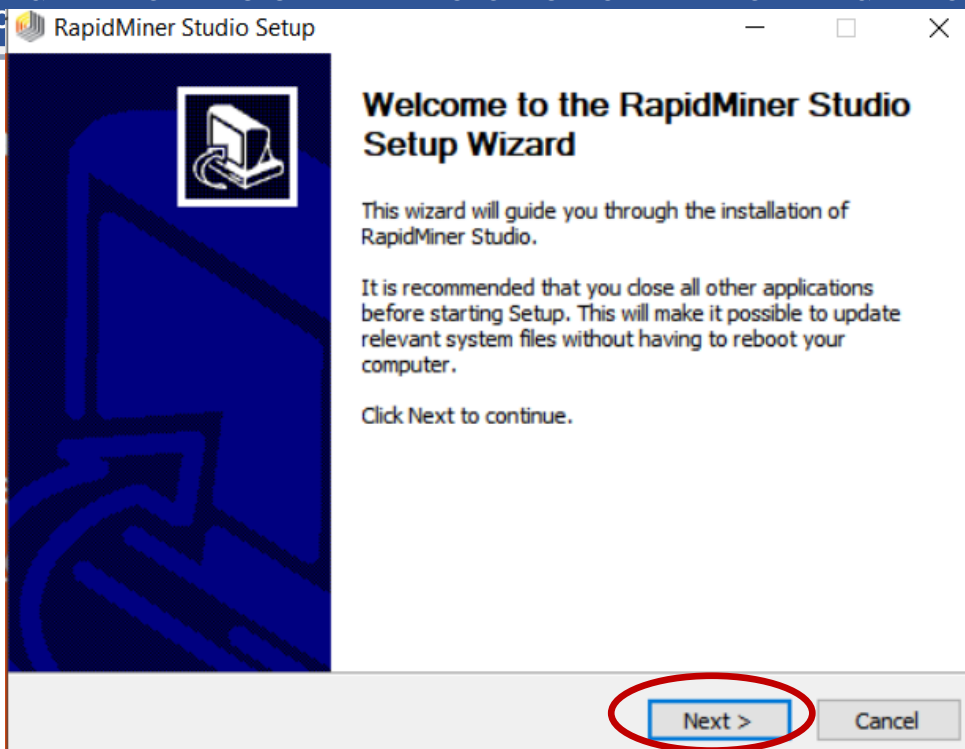 RapidMiner Studio Setup
Welcome to the RapidMiner Studio
Setup Wizard
This wizard will guide you through the installation of
RapidMiner Studio.
It is recommended that you close all other applications
before starting Setup. This will make it possible to update
relevant system files without having to reboot your
computer.
Click Next to continue.
Next >
Cancel